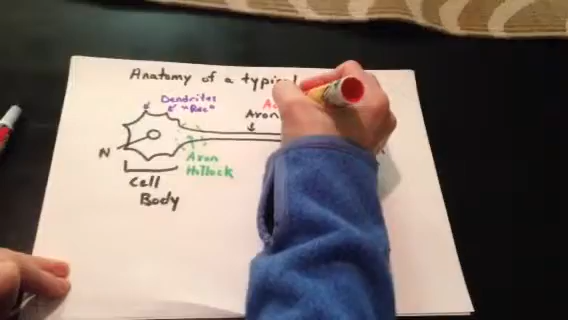 Anatomy of a typical
Dendrites
"Rec"
Axon
N
Axon
Hillock
Cell
Body